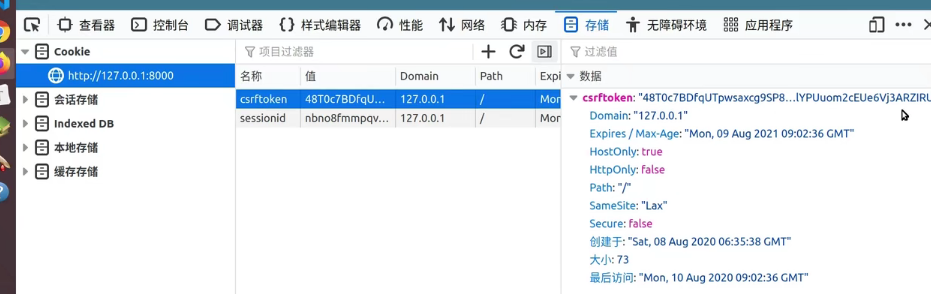 查看器 控制台 调试器 样式编辑器 性能 网络 内存 存储 无障碍环境 应用程序
Cookie
http://127.0.0.1:8000
会话存储
Indexed DB
本地存储
缓存存储
项目过滤器
名称 值 Domain Path Expi
csrftoken 48T0c7BDfqU... 127.0.0.1 / Mon
sessionid nbno8fmmpqv... 127.0.0.1 / Mon
过滤值
数据
csrftoken: "48T0c7BDfqUTpwsaxcg9SP8...lYPUuom2cEUe6Vj3ARZIRU
Domain: "127.0.0.1"
Expires / Max-Age: "Mon, 09 Aug 2021 09:02:36 GMT"
HostOnly: true
HttpOnly: false
Path: "/"
SameSite: "Lax"
Secure: false
创建于: "Sat, 08 Aug 2020 06:35:38 GMT"
大小: 73
最后访问: "Mon, 10 Aug 2020 09:02:36 GMT"